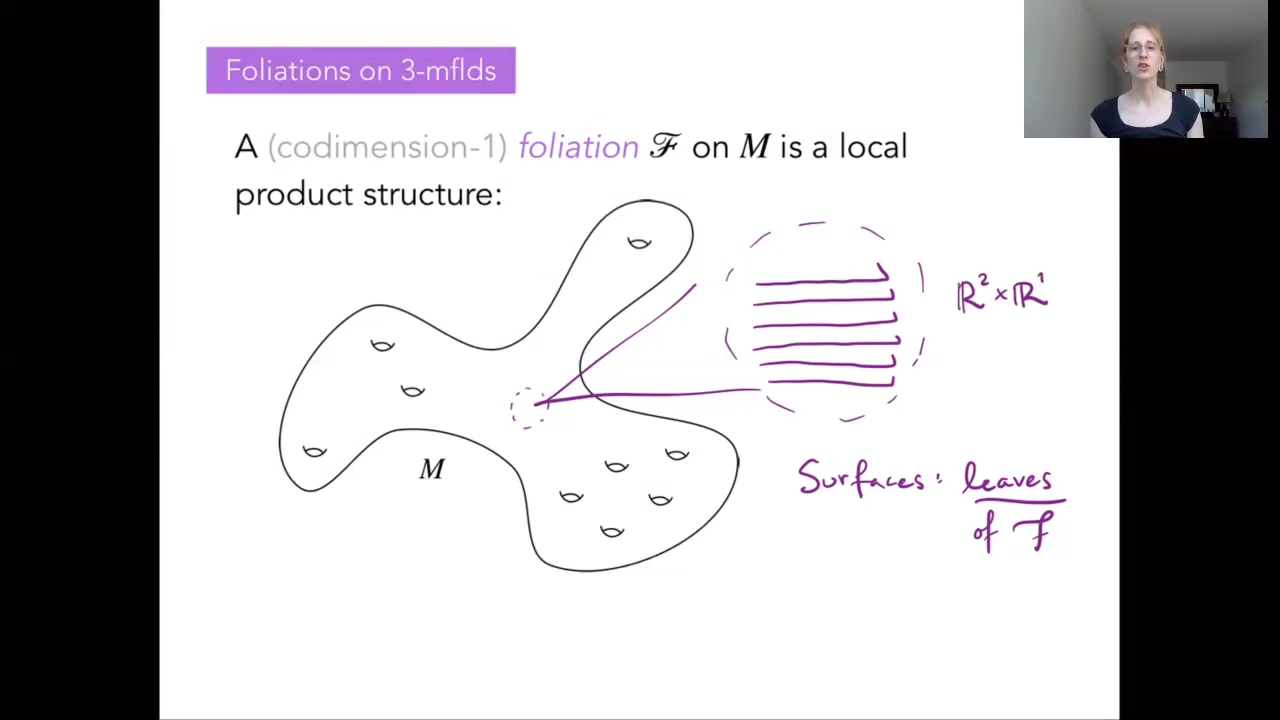 Foliations on 3-mflds
A (codimension-1) foliation ℱ on M is a local
product structure:
ℝ² × ℝ¹
M
Surfaces: leaves
of ℱ